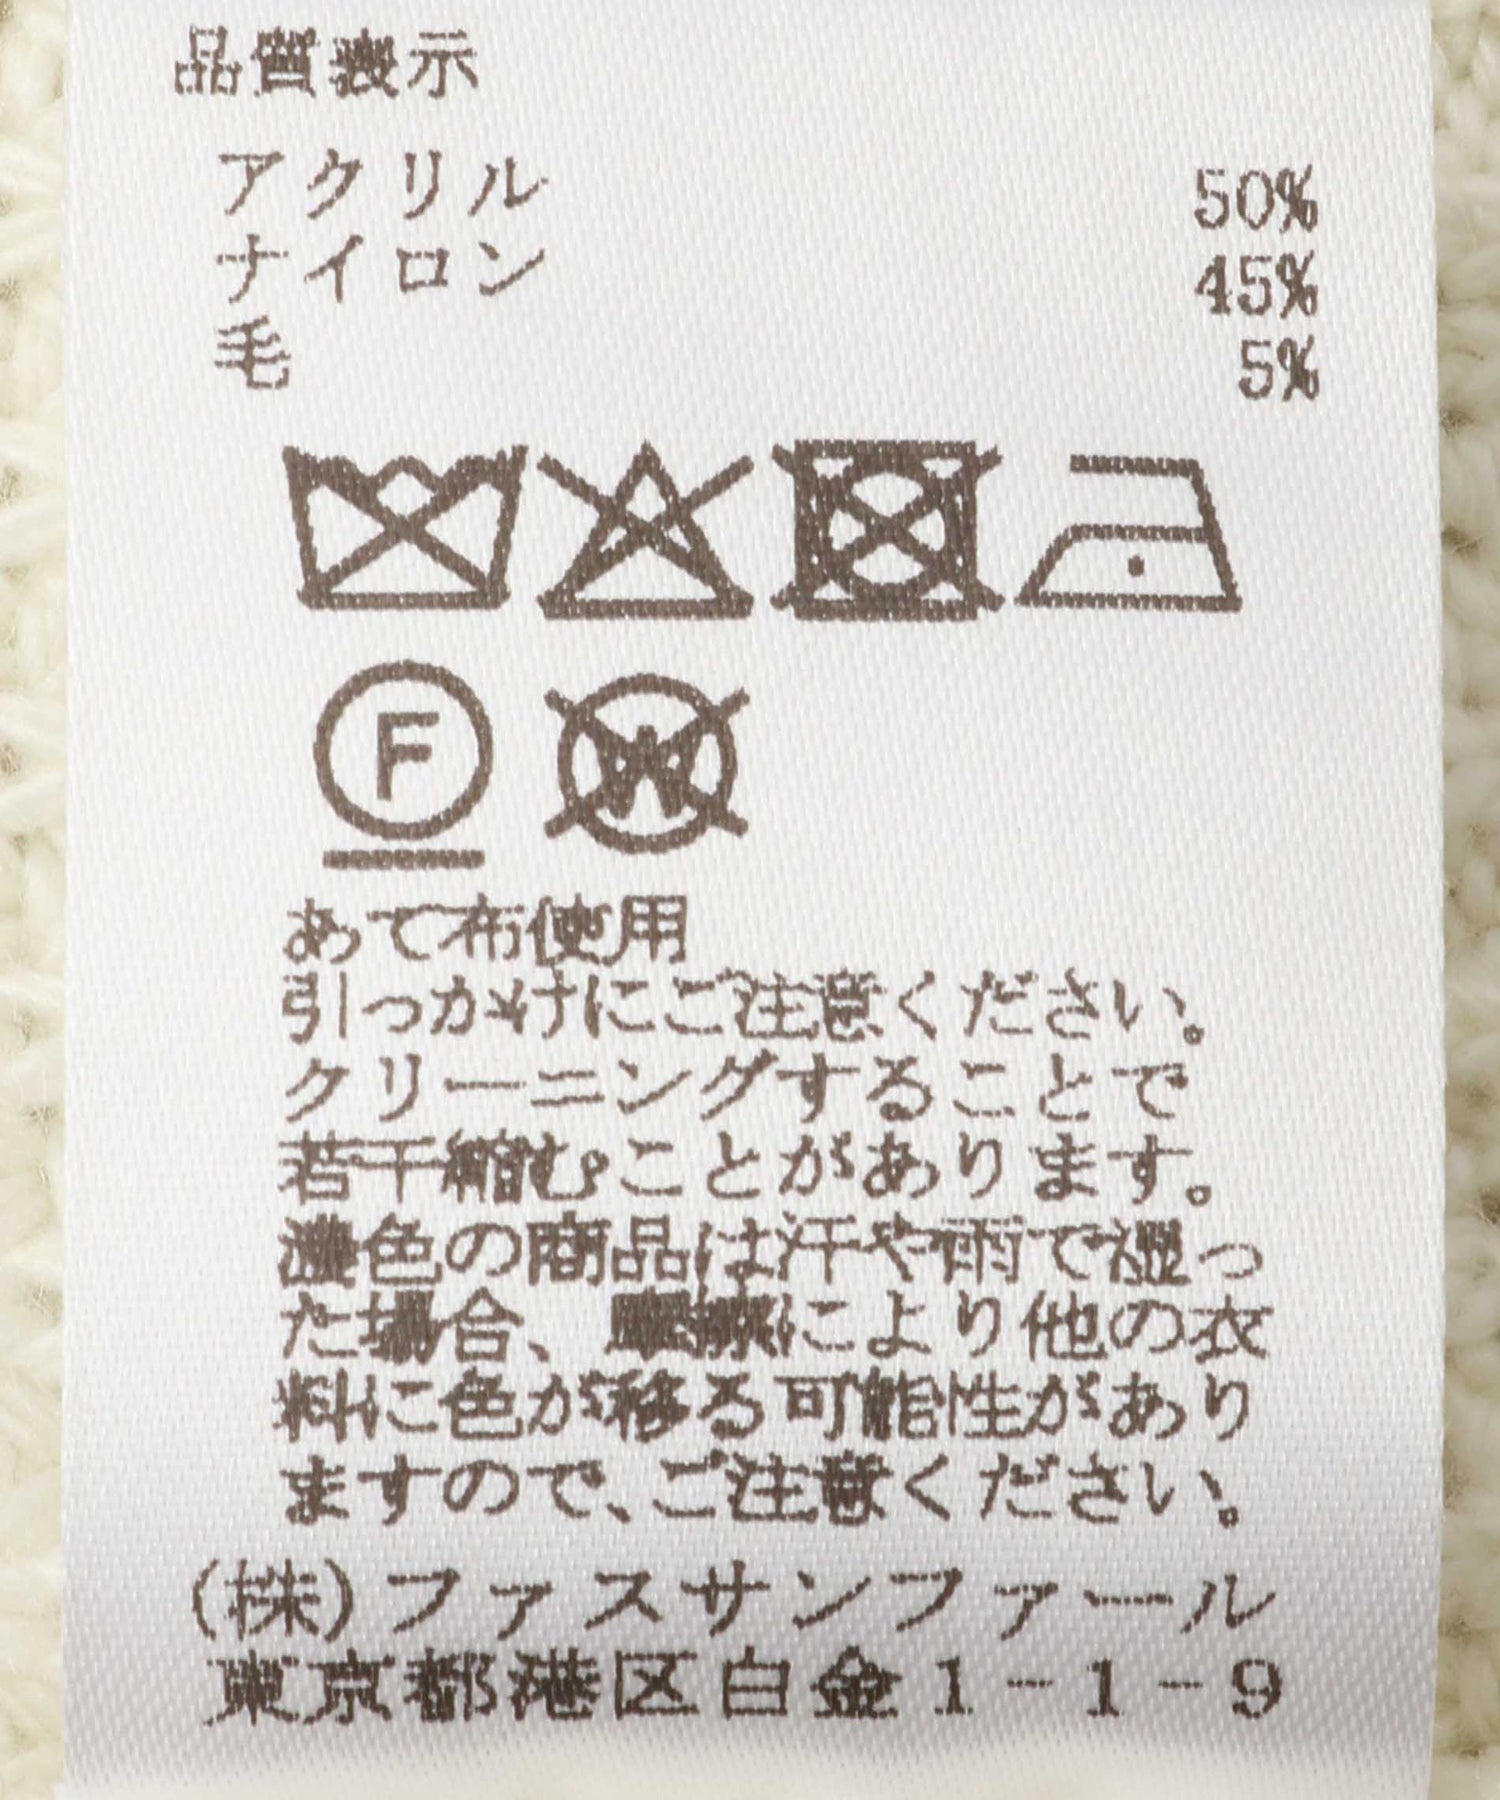 品質表示
アクリル 50%
ナイロン 45%
毛 5%
F
W
あて布使用
引っかけにご注意ください。
クリーニングすることで
若干縮むことがあります。
濃色の商品は汗や雨で湿っ
た場合、摩擦により他の衣
料に色が移る可能性があり
ますので、ご注意ください。
(株)ファスサンファール
東京都港区白金1-1-9